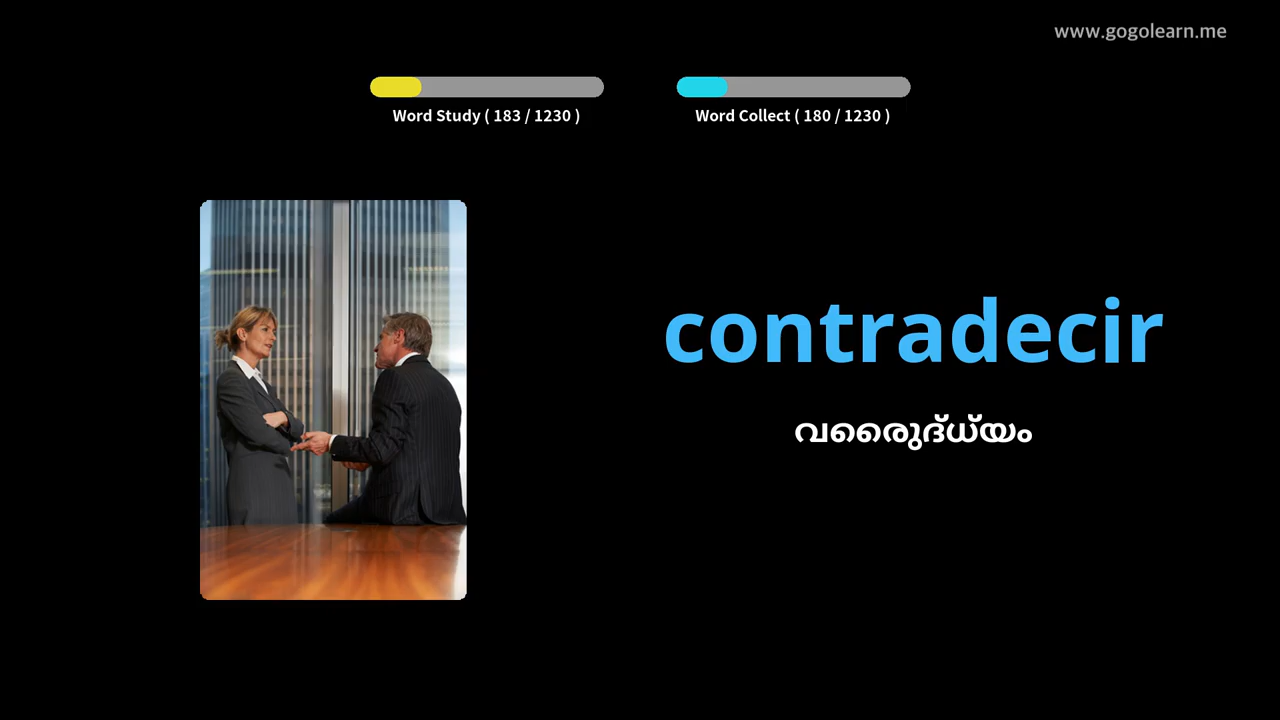 www.gogolearn.me
Word Study ( 183 / 1230 )
Word Collect ( 180 / 1230 )
contradecir
വൈരുദ്ധ്യം